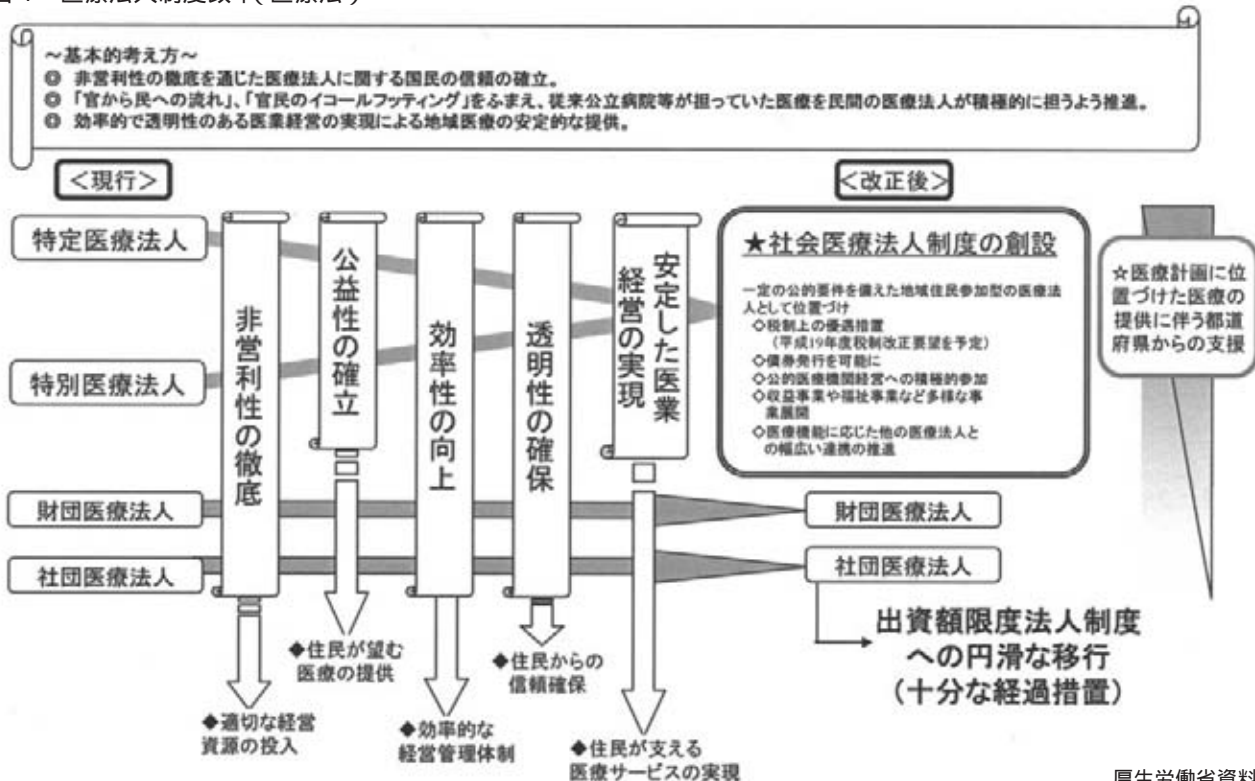 ～基本的考え方～
◎ 非営利性の徹底を通じた医療法人に関する国民の信頼の確立。
◎ 「官から民への流れ」、「官民のイコールフッティング」をふまえ、従来公立病院等が担っていた医療を民間の医療法人が積極的に担うよう推進。
◎ 効率的で透明性のある医業経営の実現による地域医療の安定的な提供。
＜現行＞
＜改正後＞
特定医療法人
特別医療法人
財団医療法人
社団医療法人
非営利性の徹底
公益性の確立
効率性の向上
透明性の確保
安定した医業
経営の実現
◆適切な経営
資源の投入
◆住民が望む
医療の提供
◆効率的な
経営管理体制
◆住民からの
信頼確保
◆住民が支える
医療サービスの実現
★社会医療法人制度の創設
一定の公的要件を備えた地域住民参加型の医療法
人として位置づけ
◇税制上の優遇措置
（平成19年度税制改正要望を予定）
◇債券発行を可能に
◇公的医療機関経営への積極的参加
◇収益事業や福祉事業など多様な事
業展開
◇医療機能に応じた他の医療法人と
の幅広い連携の推進
☆医療計画に位
置づけた医療の
提供に伴う都道
府県からの支援
財団医療法人
社団医療法人
出資額限度法人制度
への円滑な移行
（十分な経過措置）
厚生労働省資料